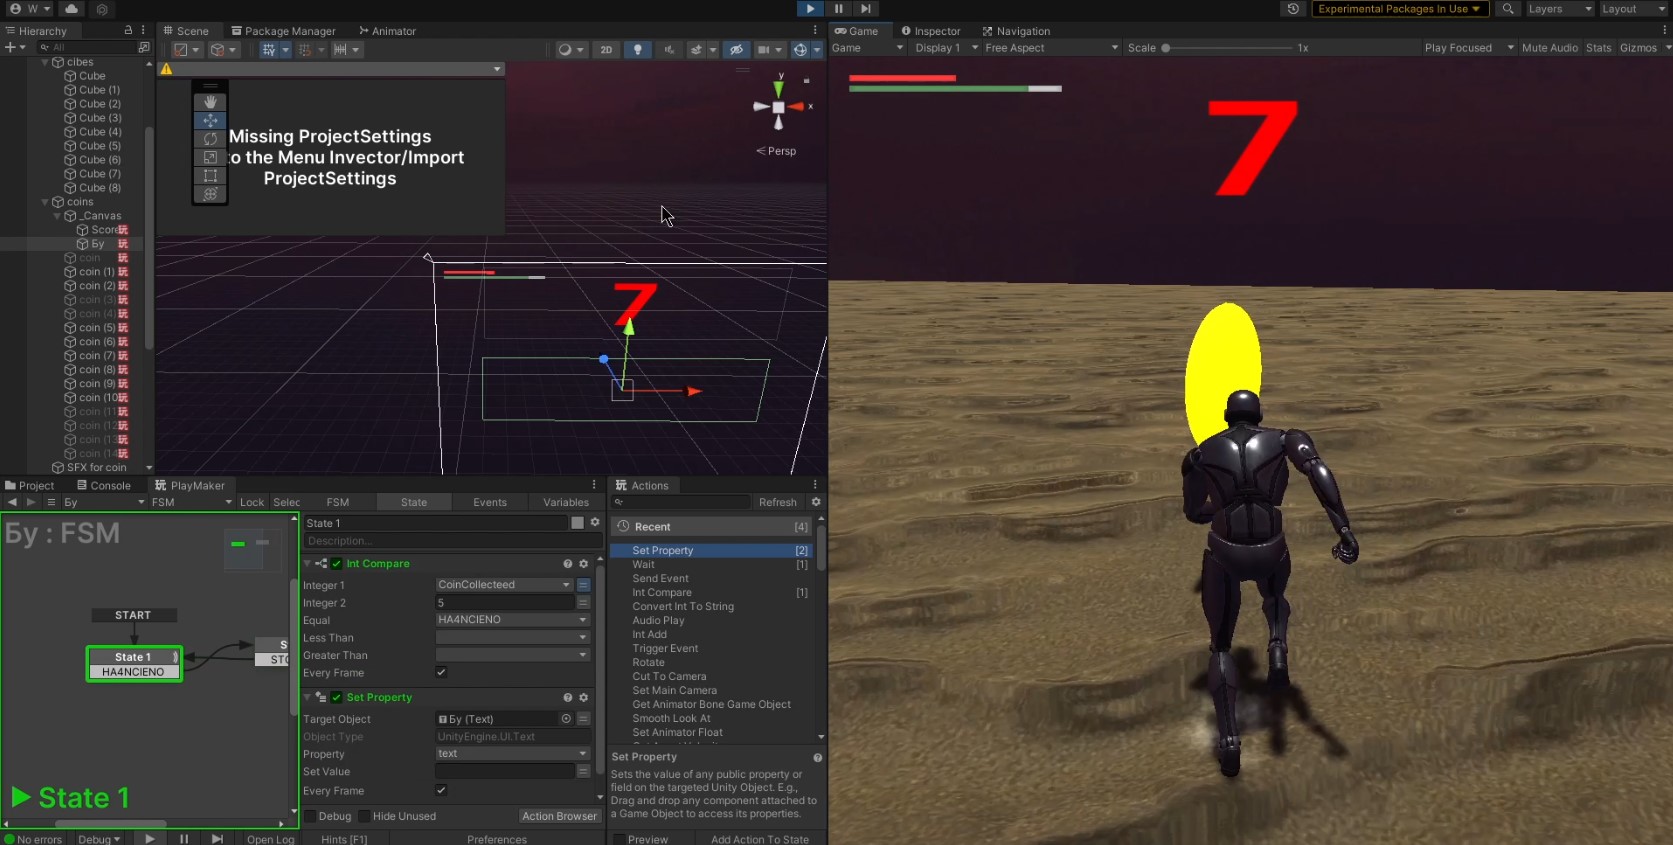 W
Experimental Packages In Use
Layers
Layout
Hierarchy
Scene
Package Manager
Animator
Game
Inspector
Navigation
All
2D
Game
Display 1
Free Aspect
Scale
1x
Play Focused
Mute Audio
Stats
Gizmos
cibes
Cube
Cube (1)
Cube (2)
Cube (3)
Cube (4)
Cube (5)
Cube (6)
Cube (7)
Cube (8)
coins
_Canvas
Score
Бу
coin
coin (1)
coin (2)
coin (3)
coin (4)
coin (5)
coin (6)
coin (7)
coin (8)
coin (9)
coin (10
coin (11
coin (12
coin (13
coin (14
SFX for coin
Missing ProjectSettings
o the Menu Invector/Import
ProjectSettings
y
x
Persp
7
7
Project
Console
PlayMaker
Бу
FSM
Lock
Selec
FSM
State
Events
Variables
Бу : FSM
START
State 1
HA4NCIENO
S
STO
State 1
No errors
Debug
Open Log
State 1
Description...
Int Compare
Integer 1
CoinCollecteed
Integer 2
5
Equal
HA4NCIENO
Less Than
Greater Than
Every Frame
Set Property
Target Object
Бу (Text)
Object Type
UnityEngine.UI.Text
Property
text
Set Value
Every Frame
Debug
Hide Unused
Action Browser
Hints [F1]
Preferences
Actions
Refresh
Recent [4]
Set Property [2]
Wait [1]
Send Event
Int Compare [1]
Convert Int To String
Audio Play
Int Add
Trigger Event
Rotate
Cut To Camera
Set Main Camera
Get Animator Bone Game Object
Smooth Look At
Set Animator Float
Set Property
Sets the value of any public property or
field on the targeted Unity Object. E.g.,
Drag and drop any component attached to
a Game Object to access its properties.
Preview
Add Action To State